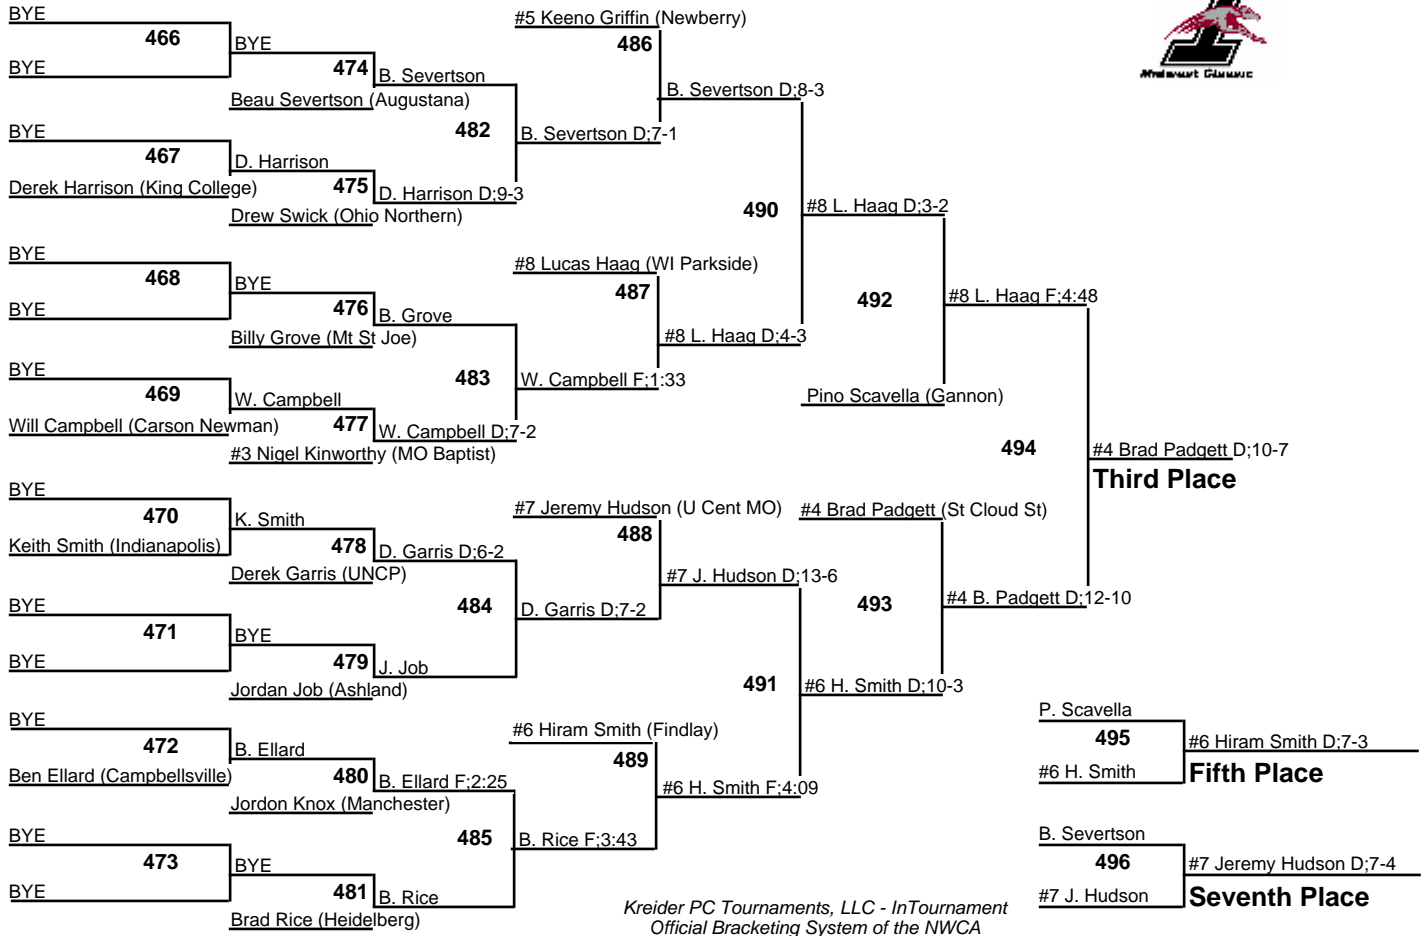 BYE
466
BYE
BYE
474
B. Severtson
Beau Severtson (Augustana)
BYE
467
Derek Harrison (King College)
D. Harrison
475
D. Harrison D;9-3
Drew Swick (Ohio Northern)
482
B. Severtson D;7-1
#5 Keeno Griffin (Newberry)
486
B. Severtson D;8-3
BYE
468
BYE
BYE
476
B. Grove
Billy Grove (Mt St Joe)
BYE
469
Will Campbell (Carson Newman)
W. Campbell
477
W. Campbell D;7-2
#3 Nigel Kinworthy (MO Baptist)
483
W. Campbell F;1:33
#8 Lucas Haag (WI Parkside)
487
#8 L. Haag D;4-3
490
#8 L. Haag D;3-2
492
Pino Scavella (Gannon)
#8 L. Haag F;4:48
BYE
470
Keith Smith (Indianapolis)
K. Smith
478
D. Garris D;6-2
Derek Garris (UNCP)
BYE
471
BYE
BYE
479
J. Job
Jordan Job (Ashland)
484
D. Garris D;7-2
#7 Jeremy Hudson (U Cent MO)
488
#7 J. Hudson D;13-6
BYE
472
Ben Ellard (Campbellsville)
B. Ellard
480
B. Ellard F;2:25
Jordon Knox (Manchester)
BYE
473
BYE
BYE
481
B. Rice
Brad Rice (Heidelberg)
485
B. Rice F;3:43
#6 Hiram Smith (Findlay)
489
#6 H. Smith F;4:09
491
#6 H. Smith D;10-3
#4 Brad Padgett (St Cloud St)
493
#4 B. Padgett D;12-10
494
#4 Brad Padgett D;10-7
Third Place
P. Scavella
495
#6 H. Smith
#6 Hiram Smith D;7-3
Fifth Place
B. Severtson
496
#7 J. Hudson
#7 Jeremy Hudson D;7-4
Seventh Place
Kreider PC Tournaments, LLC - InTournament
Official Bracketing System of the NWCA
Midwest Classic